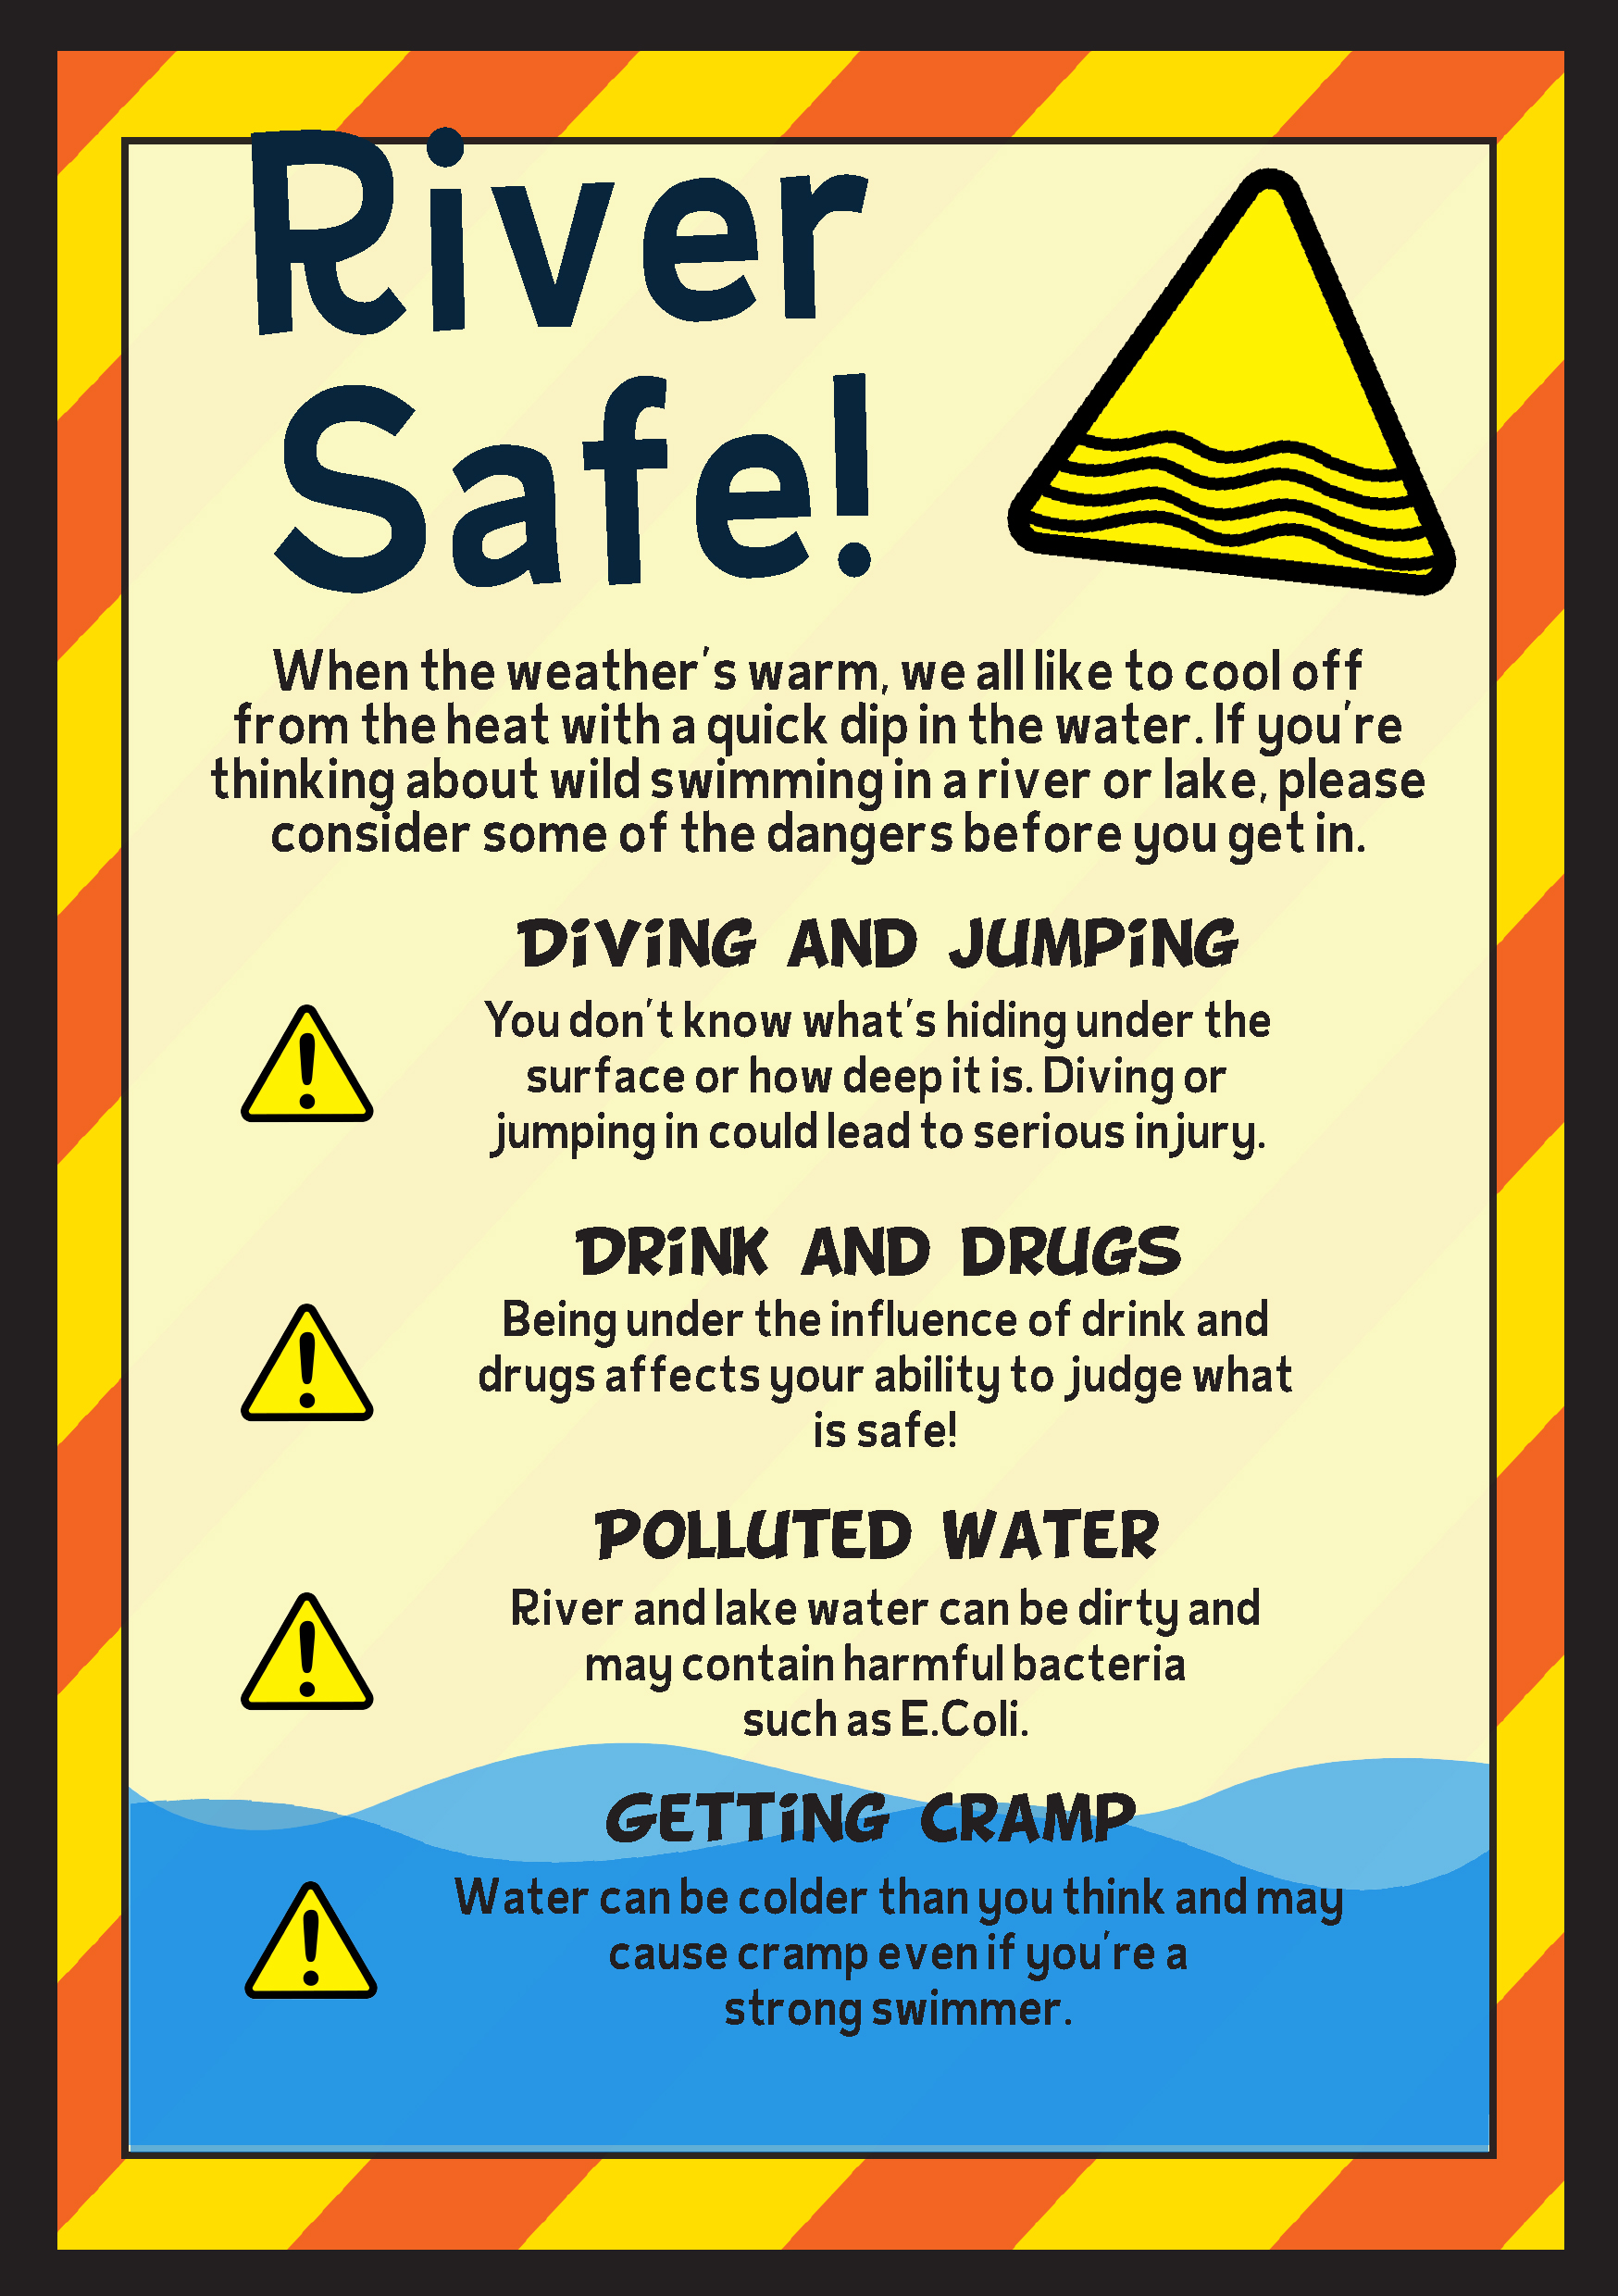 River
Safe!
When the weather's warm, we all like to cool off
from the heat with a quick dip in the water. If you're
thinking about wild swimming in a river or lake, please
consider some of the dangers before you get in.
DiViNG AND JUMPiNG
You don't know what's hiding under the
surface or how deep it is. Diving or
jumping in could lead to serious injury.
DRiNK AND DRUGS
Being under the influence of drink and
drugs affects your ability to judge what
is safe!
POLLUTED WATER
River and lake water can be dirty and
may contain harmful bacteria
such as E.Coli.
GETTiNG CRAMP
Water can be colder than you think and may
cause cramp even if you're a
strong swimmer.